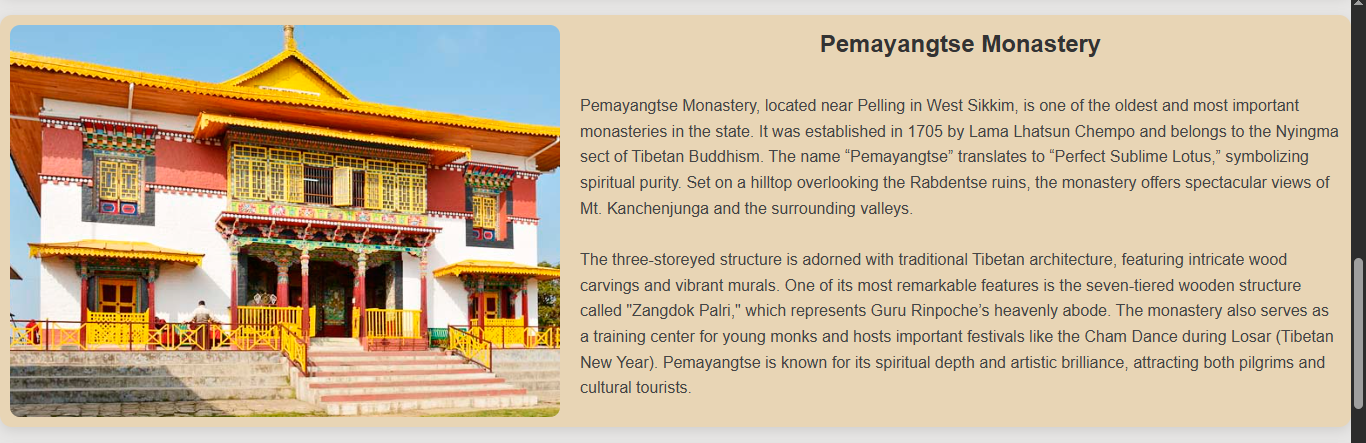 Pemayangtse Monastery
Pemayangtse Monastery, located near Pelling in West Sikkim, is one of the oldest and most important
monasteries in the state. It was established in 1705 by Lama Lhatsun Chempo and belongs to the Nyingma
sect of Tibetan Buddhism. The name “Pemayangtse” translates to “Perfect Sublime Lotus,” symbolizing
spiritual purity. Set on a hilltop overlooking the Rabdentse ruins, the monastery offers spectacular views of
Mt. Kanchenjunga and the surrounding valleys.
The three-storeyed structure is adorned with traditional Tibetan architecture, featuring intricate wood
carvings and vibrant murals. One of its most remarkable features is the seven-tiered wooden structure
called "Zangdok Palri," which represents Guru Rinpoche’s heavenly abode. The monastery also serves as
a training center for young monks and hosts important festivals like the Cham Dance during Losar (Tibetan
New Year). Pemayangtse is known for its spiritual depth and artistic brilliance, attracting both pilgrims and
cultural tourists.